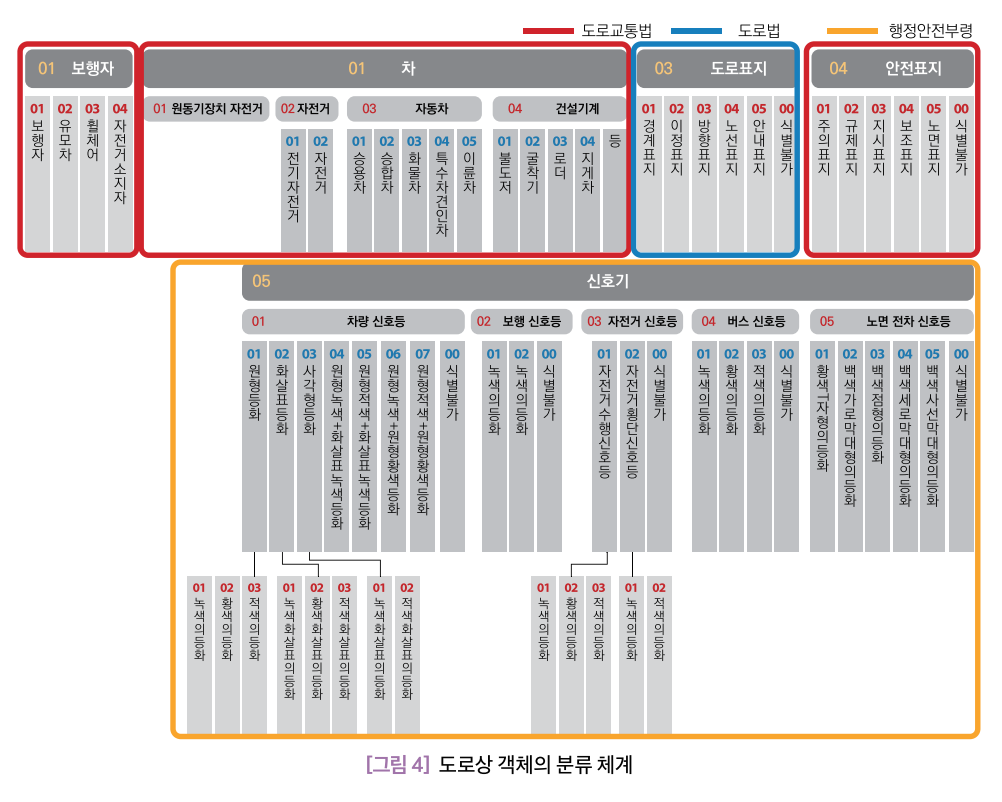 도로교통법 도로법 행정안전부령
01 보행자
01 보행자
02 유모차
03 휠체어
04 자전거소지자
01 차
01 원동기장치 자전거
02 자전거
01 전기자전거
02 자전거
03 자동차
01 승용차
02 승합차
03 화물차
04 특수차견인차
05 이륜차
04 건설기계
01 불도저
02 굴착기
03 로더
04 지게차
등
03 도로표지
01 경계표지
02 이정표지
03 방향표지
04 노선표지
05 안내표지
00 식별불가
04 안전표지
01 주의표지
02 규제표지
03 지시표지
04 보조표지
05 노면표지
00 식별불가
05 신호기
01 차량 신호등
01 원형등화
02 화살표등화
03 사각형등화
04 원형녹색+화살표녹색등화
05 원형적색+화살표녹색등화
06 원형녹색+원형황색등화
07 원형적색+원형황색등화
00 식별불가
02 보행 신호등
01 녹색의등화
02 녹색의등화
00 식별불가
03 자전거 신호등
01 자전거수행신호등
02 자전거횡단신호등
00 식별불가
04 버스 신호등
01 녹색의등화
02 황색의등화
03 적색의등화
00 식별불가
05 노면 전차 신호등
01 황색T자형의등화
02 백색가로막대형의등화
03 백색점형의등화
04 백색세로막대형의등화
05 백색사선막대형의등화
00 식별불가
01 녹색의등화
02 황색의등화
03 적색의등화
01 녹색화살표의등화
02 황색화살표의등화
03 적색화살표의등화
01 녹색화살표의등화
02 적색화살표의등화
01 녹색의등화
02 황색의등화
03 적색의등화
01 녹색의등화
02 적색의등화
[그림 4] 도로상 객체의 분류 체계